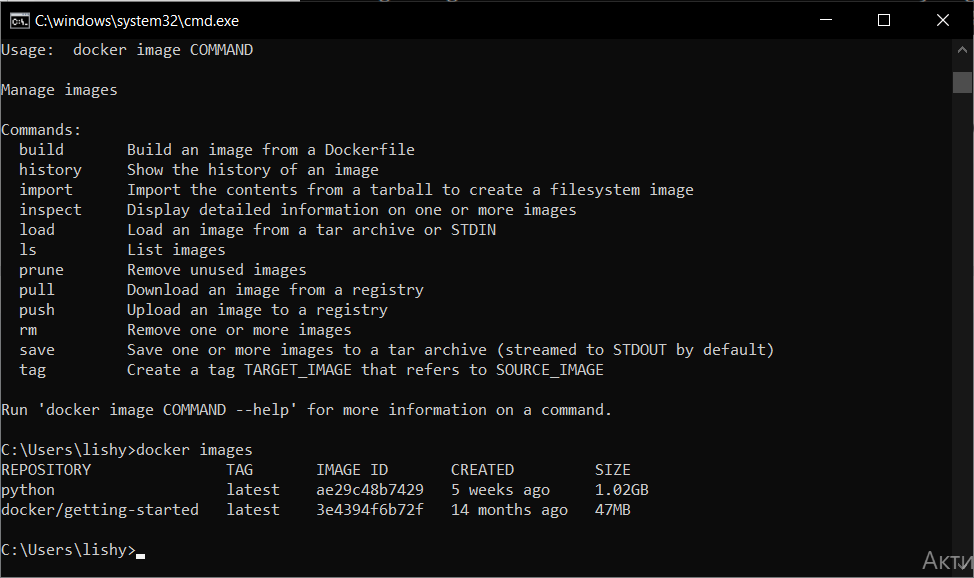 C:\windows\system32\cmd.exe
Usage:  docker image COMMAND
Manage images
Commands:
  build       Build an image from a Dockerfile
  history     Show the history of an image
  import      Import the contents from a tarball to create a filesystem image
  inspect     Display detailed information on one or more images
  load        Load an image from a tar archive or STDIN
  ls          List images
  prune       Remove unused images
  pull        Download an image from a registry
  push        Upload an image to a registry
  rm          Remove one or more images
  save        Save one or more images to a tar archive (streamed to STDOUT by default)
  tag         Create a tag TARGET_IMAGE that refers to SOURCE_IMAGE
Run 'docker image COMMAND --help' for more information on a command.
C:\Users\lishy>docker images
REPOSITORY               TAG       IMAGE ID       CREATED         SIZE
python                   latest    ae29c48b7429   5 weeks ago     1.02GB
docker/getting-started   latest    3e4394f6b72f   14 months ago   47MB
C:\Users\lishy>